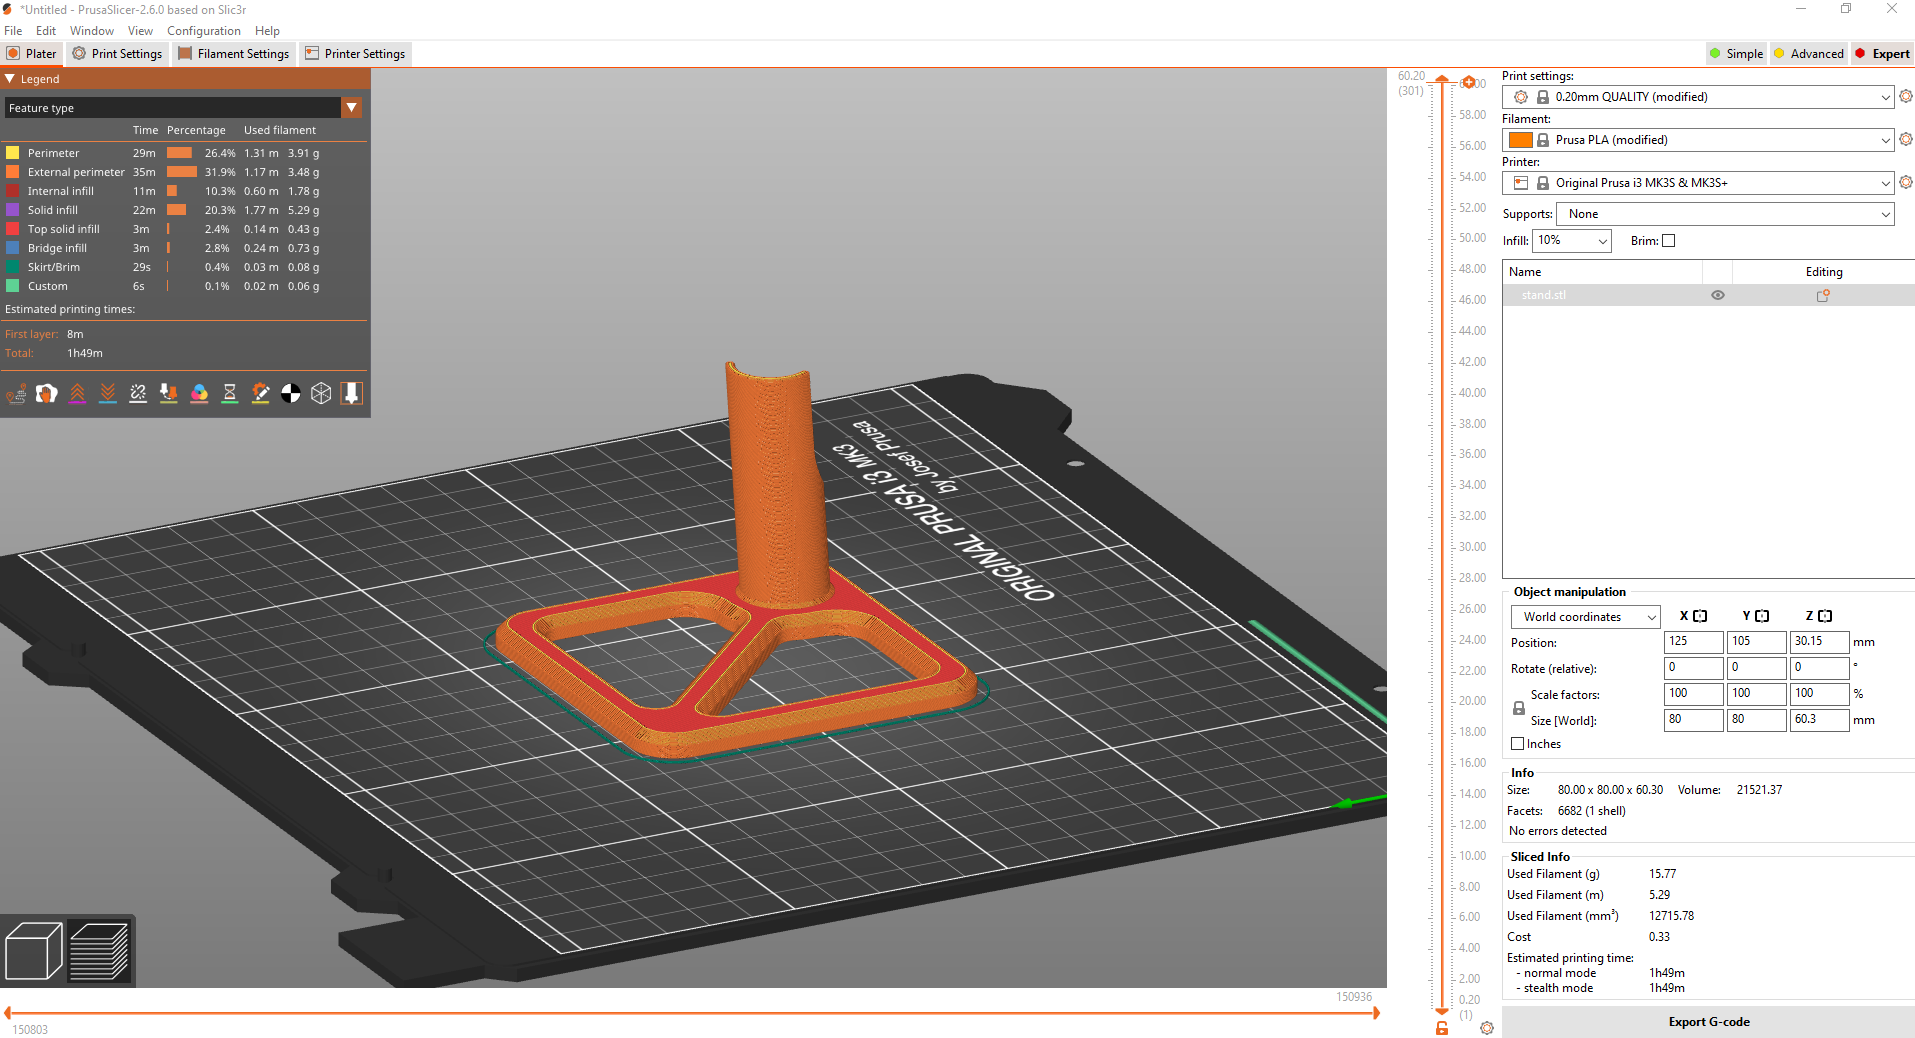 *Untitled - PrusaSlicer-2.6.0 based on Slic3r
File Edit Window View Configuration Help
Plater Print Settings Filament Settings Printer Settings Simple Advanced Expert
Legend
Feature type
Time Percentage Used filament
Perimeter 29m 26.4% 1.31 m 3.91 g
External perimeter 35m 31.9% 1.17 m 3.48 g
Internal infill 11m 10.3% 0.60 m 1.78 g
Solid infill 22m 20.3% 1.77 m 5.29 g
Top solid infill 3m 2.4% 0.14 m 0.43 g
Bridge infill 3m 2.8% 0.24 m 0.73 g
Skirt/Brim 29s 0.4% 0.03 m 0.08 g
Custom 6s 0.1% 0.02 m 0.06 g
Estimated printing times:
First layer: 8m
Total: 1h49m
ORIGINAL PRUSA i3 MK3
by Josef Prusa
150936
150803
60.20
(301)
58.00
56.00
54.00
52.00
50.00
48.00
46.00
44.00
42.00
40.00
38.00
36.00
34.00
32.00
30.00
28.00
26.00
24.00
22.00
20.00
18.00
16.00
14.00
12.00
10.00
8.00
6.00
4.00
2.00
0.20
(1)
Print settings:
0.20mm QUALITY (modified)
Filament:
Prusa PLA (modified)
Printer:
Original Prusa i3 MK3S & MK3S+
Supports: None
Infill: 10% Brim:
Name Editing
stand.stl
Object manipulation
World coordinates X Y Z
Position: 125 105 30.15 mm
Rotate (relative): 0 0 0 °
Scale factors: 100 100 100 %
Size [World]: 80 80 60.3 mm
Inches
Info
Size: 80.00 x 80.00 x 60.30 Volume: 21521.37
Facets: 6682 (1 shell)
No errors detected
Sliced Info
Used Filament (g) 15.77
Used Filament (m) 5.29
Used Filament (mm³) 12715.78
Cost 0.33
Estimated printing time:
- normal mode 1h49m
- stealth mode 1h49m
Export G-code